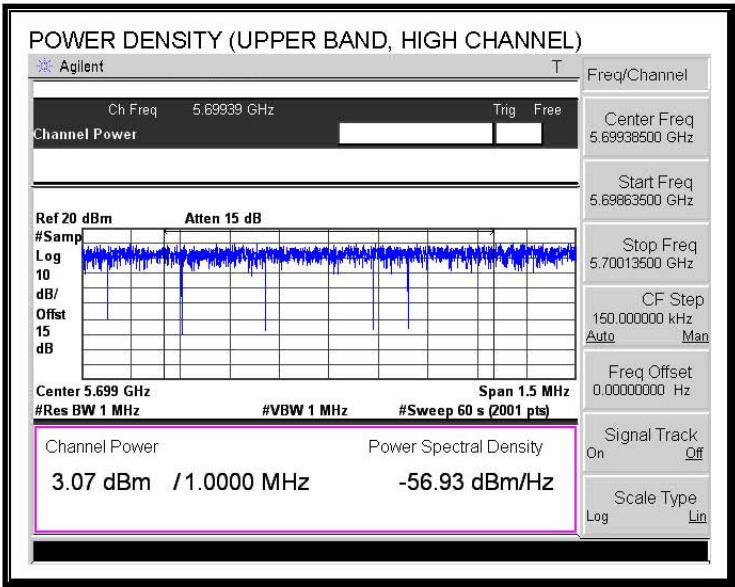 POWER DENSITY (UPPER BAND, HIGH CHANNEL)
Agilent T
Freq/Channel
Ch Freq 5.69939 GHz Trig Free
Channel Power
Center Freq
5.69938500 GHz
Start Freq
5.69863500 GHz
Stop Freq
5.70013500 GHz
CF Step
150.000000 kHz
Auto Man
Freq Offset
0.00000000 Hz
Signal Track
On Off
Scale Type
Log Lin
Ref 20 dBm Atten 15 dB
#Samp
Log
10
dB/
Offst
15
dB
Center 5.699 GHz Span 1.5 MHz
#Res BW 1 MHz #VBW 1 MHz #Sweep 60 s (2001 pts)
Channel Power Power Spectral Density
3.07 dBm /1.0000 MHz -56.93 dBm/Hz